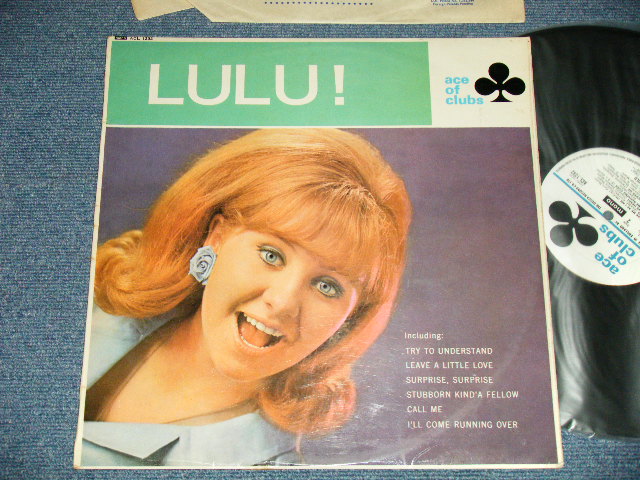 LULU!
ace
of
clubs
Including:
TRY TO UNDERSTAND
LEAVE A LITTLE LOVE
SURPRISE, SURPRISE
STUBBORN KIND'A FELLOW
CALL ME
I'LL COME RUNNING OVER
mono
ace
of
clubs